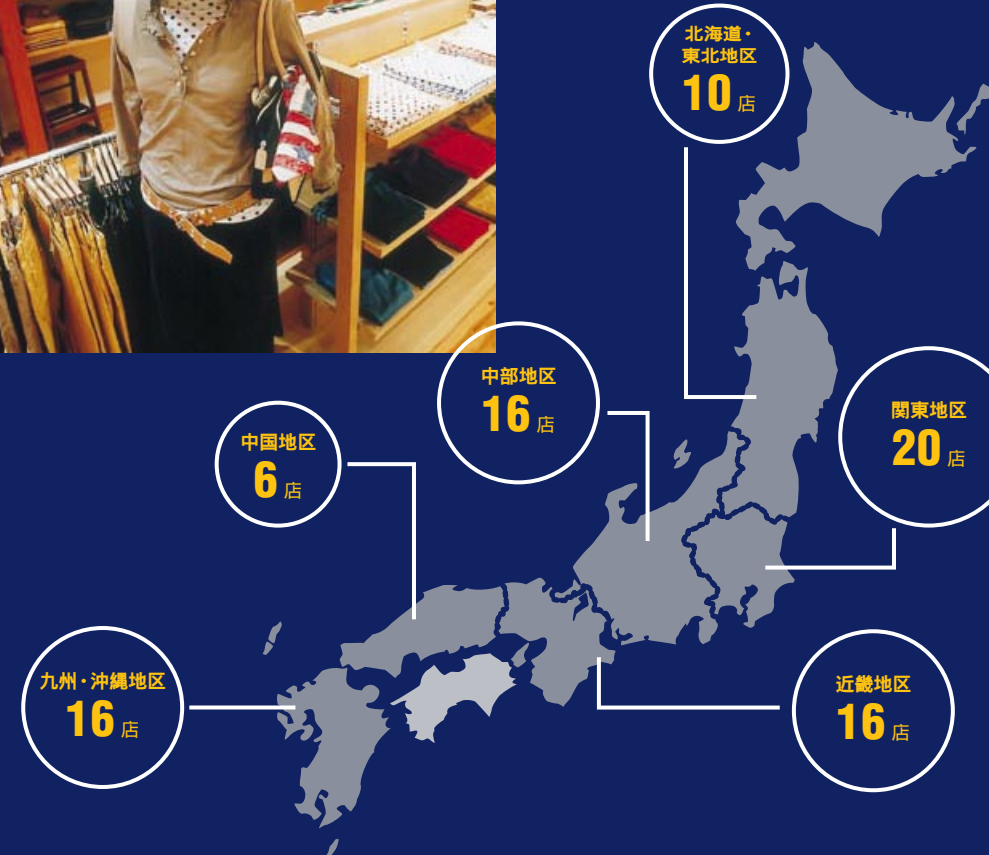 北海道・
東北地区
10店
中部地区
16店
関東地区
20店
中国地区
6店
九州・沖縄地区
16店
近畿地区
16店